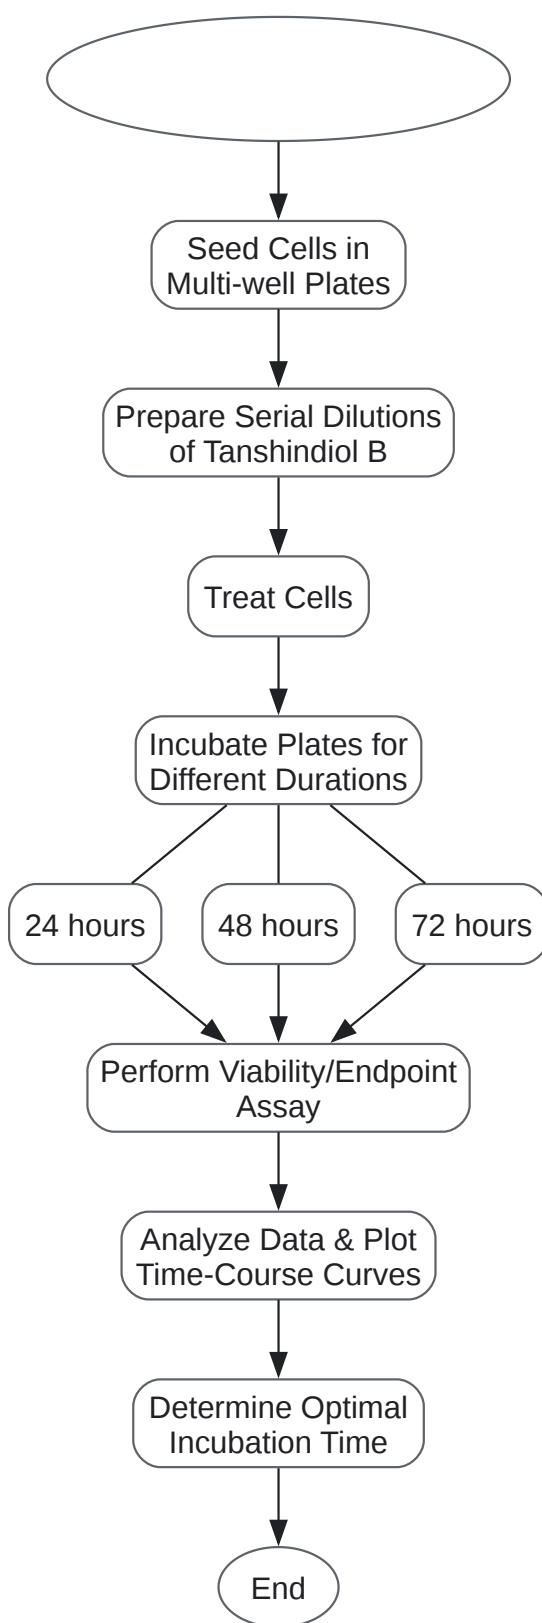 Seed Cells in
Multi-well Plates
Prepare Serial Dilutions
of Tanshindiol B
Treat Cells
Incubate Plates for
Different Durations
24 hours
48 hours
72 hours
Perform Viability/Endpoint
Assay
Analyze Data & Plot
Time-Course Curves
Determine Optimal
Incubation Time
End